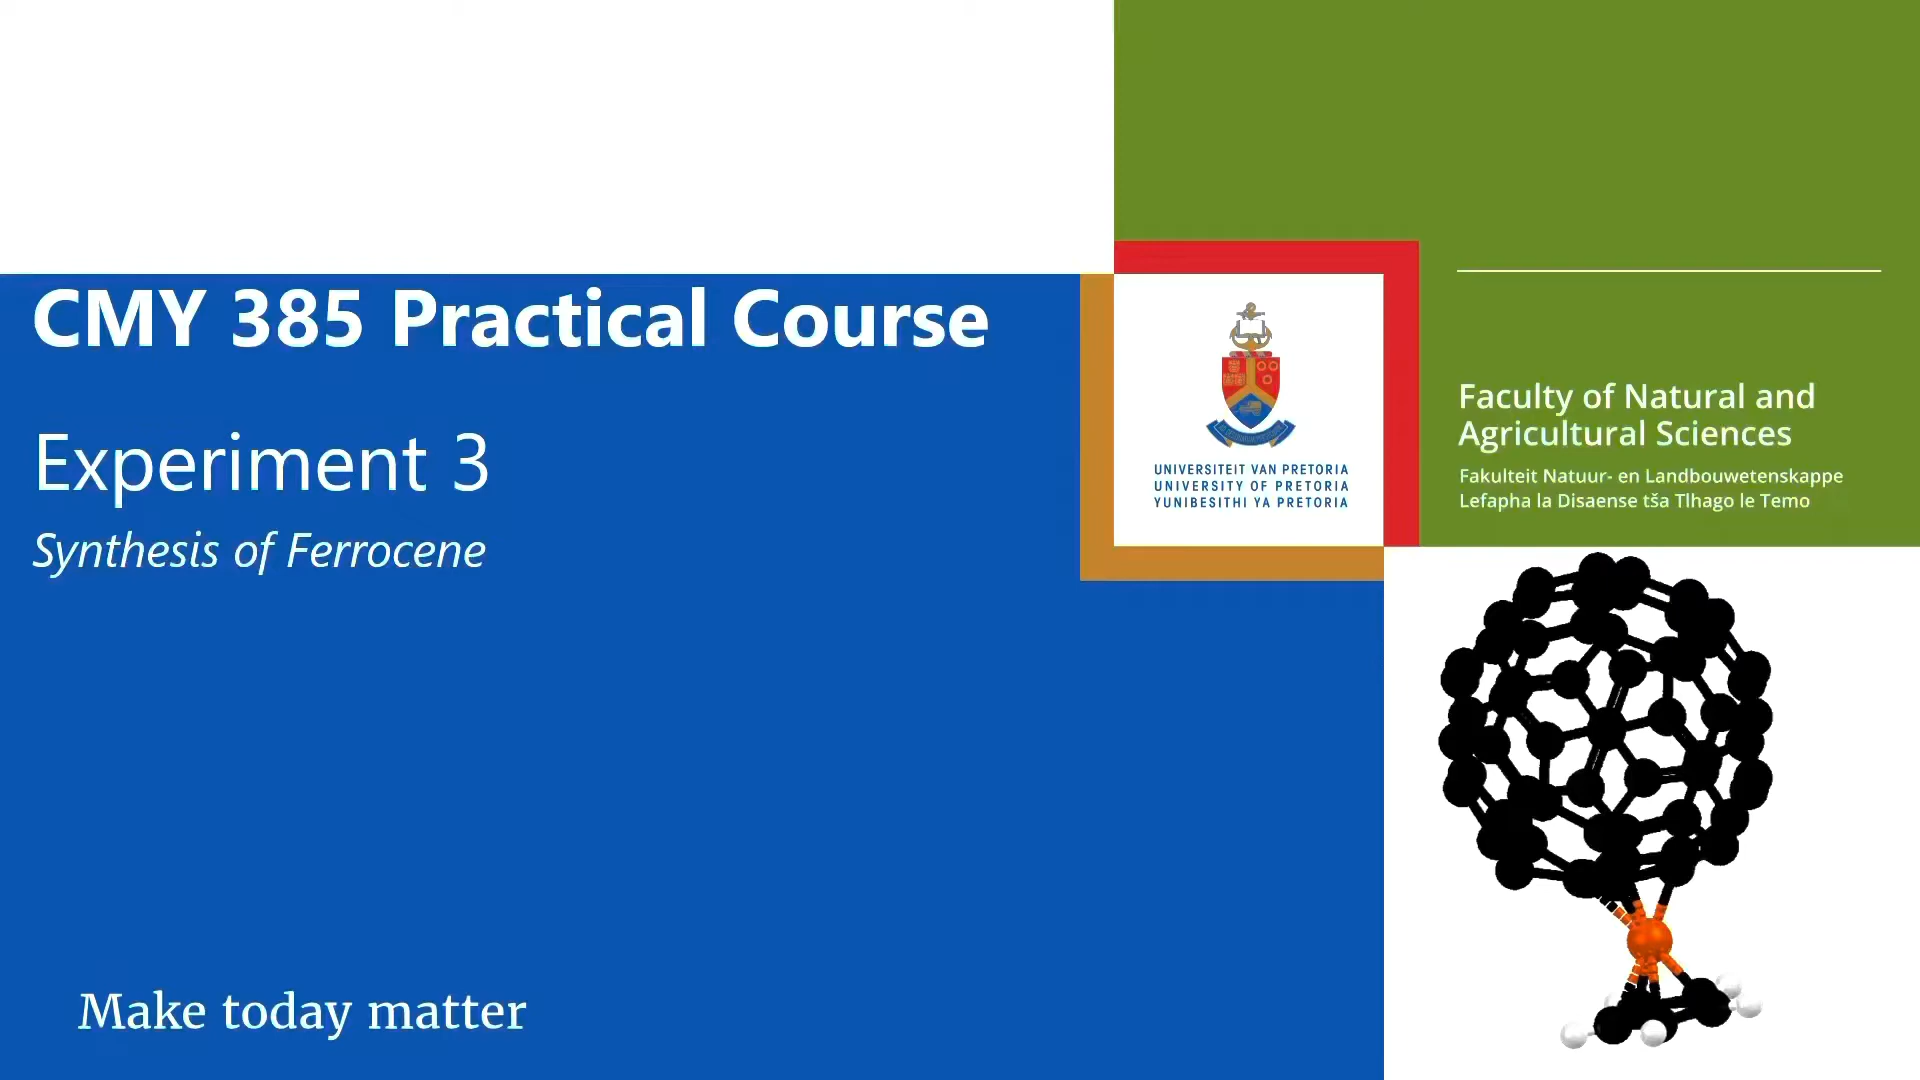 CMY 385 Practical Course
Experiment 3
Synthesis of Ferrocene
Make today matter
UNIVERSITEIT VAN PRETORIA
UNIVERSITY OF PRETORIA
YUNIBESITHI YA PRETORIA
Faculty of Natural and
Agricultural Sciences
Fakulteit Natuur- en Landbouwetenskappe
Lefapha la Disaense tša Tlhago le Temo